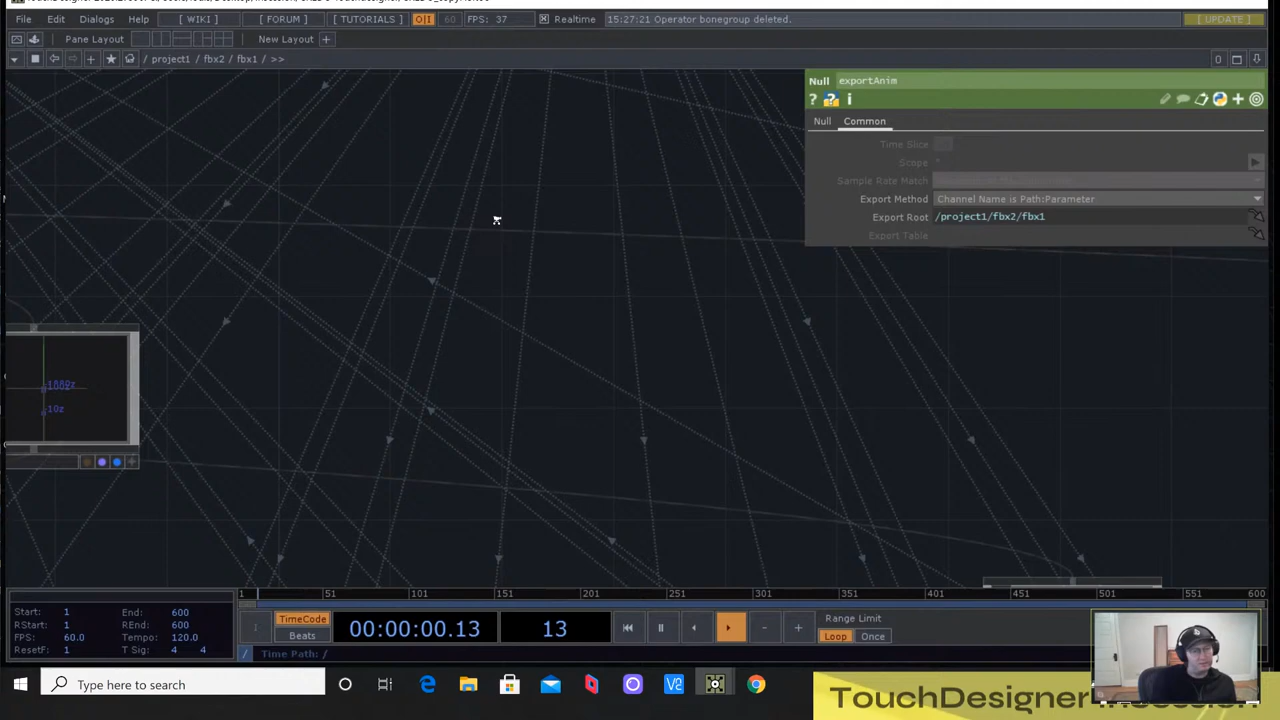 File Edit Dialogs Help [ WIKI ] [ FORUM ] [ TUTORIALS ] O|I 60 FPS: 37 Realtime 15:27:21 Operator bonegroup deleted. [ UPDATE ]
Pane Layout New Layout +
/ project1 / fbx2 / fbx1 / >> 0
Null exportAnim
? ? i
Null Common
Time Slice
Scope *
Sample Rate Match
Export Method Channel Name is Path:Parameter
Export Root /project1/fbx2/fbx1
Export Table
10z
1 51 101 151 201 251 301 351 401 451 501 551 600
Start: 1 End: 600
RStart: 1 REnd: 600
FPS: 60.0 Tempo: 120.0
ResetF: 1 T Sig: 4 4
TimeCode
Beats
00:00:00.13 13
Range Limit
Loop Once
/ Time Path: /
Type here to search
TouchDesigner